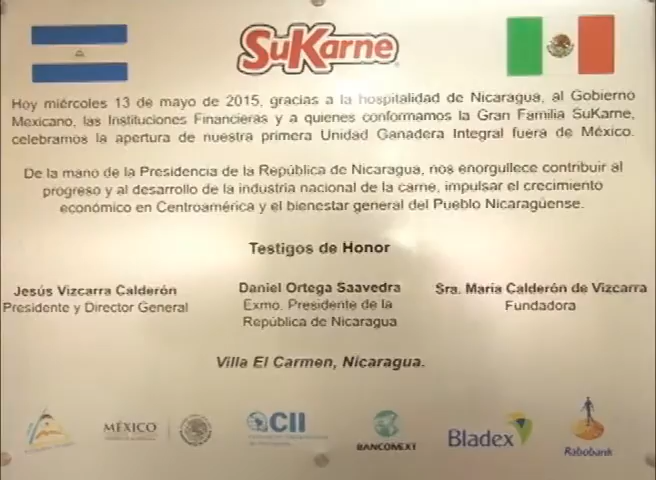 SuKarne
Hoy miércoles 13 de mayo de 2015, gracias a la hospitalidad de Nicaragua, al Gobierno
Mexicano, las Instituciones Financieras y a quienes conformamos la Gran Familia SuKarne,
celebramos la apertura de nuestra primera Unidad Ganadera Integral fuera de México.
De la mano de la Presidencia de la República de Nicaragua, nos enorgullece contribuir al
progreso y al desarrollo de la industria nacional de la carne, impulsar el crecimiento
económico en Centroamérica y el bienestar general del Pueblo Nicaragüense.
Testigos de Honor
Jesús Vizcarra Calderón
Presidente y Director General
Daniel Ortega Saavedra
Exmo. Presidente de la
República de Nicaragua
Sra. María Calderón de Vizcarra
Fundadora
Villa El Carmen, Nicaragua.
MÉXICO
CII
BANCOMEXT
Bladex
Rabobank